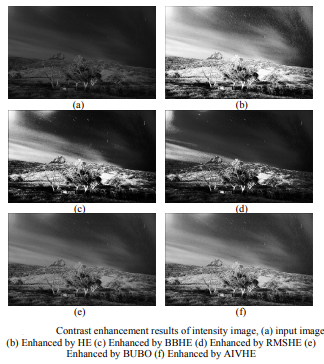 (a)
(b)
(c)
(d)
(e)
(f)
Contrast enhancement results of intensity image, (a) input image
(b) Enhanced by HE (c) Enhanced by BBHE (d) Enhanced by RMSHE (e)
Enhanced by BUBO (f) Enhanced by AIVHE